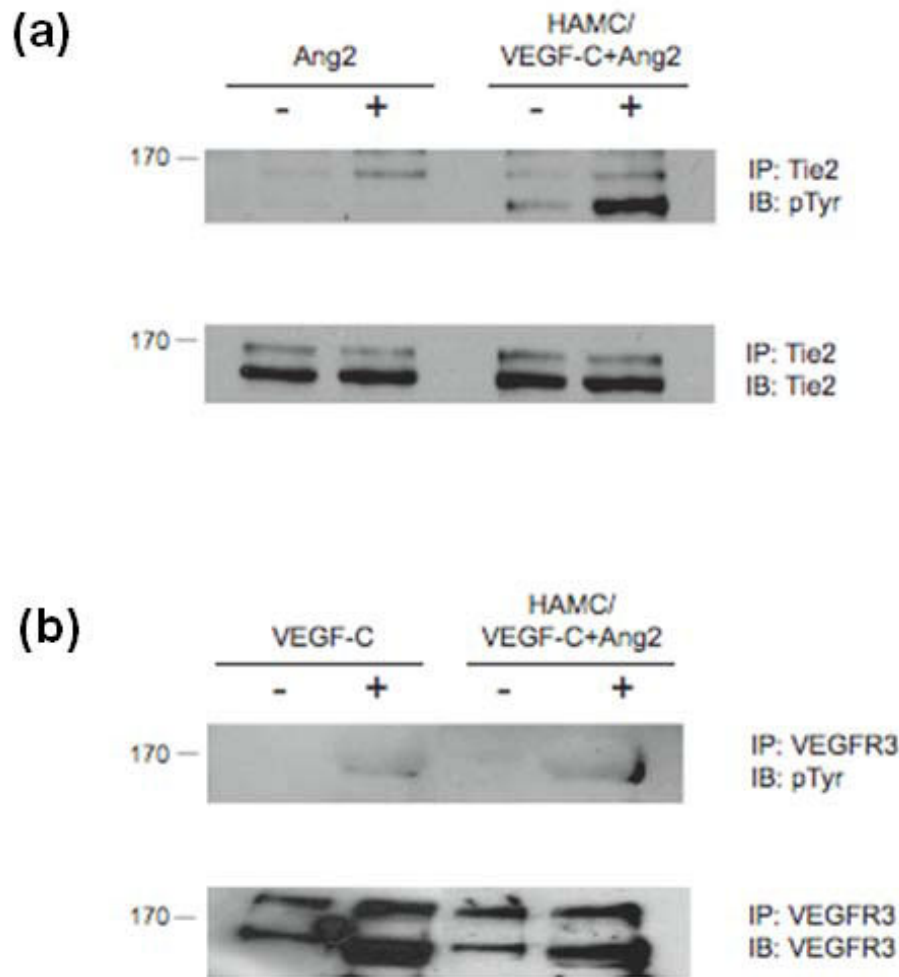 (a)
Ang2
HAMC/
VEGF-C+Ang2
- + - +
170
IP: Tie2
IB: pTyr
170
IP: Tie2
IB: Tie2
(b)
VEGF-C
HAMC/
VEGF-C+Ang2
- + - +
170
IP: VEGFR3
IB: pTyr
170
IP: VEGFR3
IB: VEGFR3